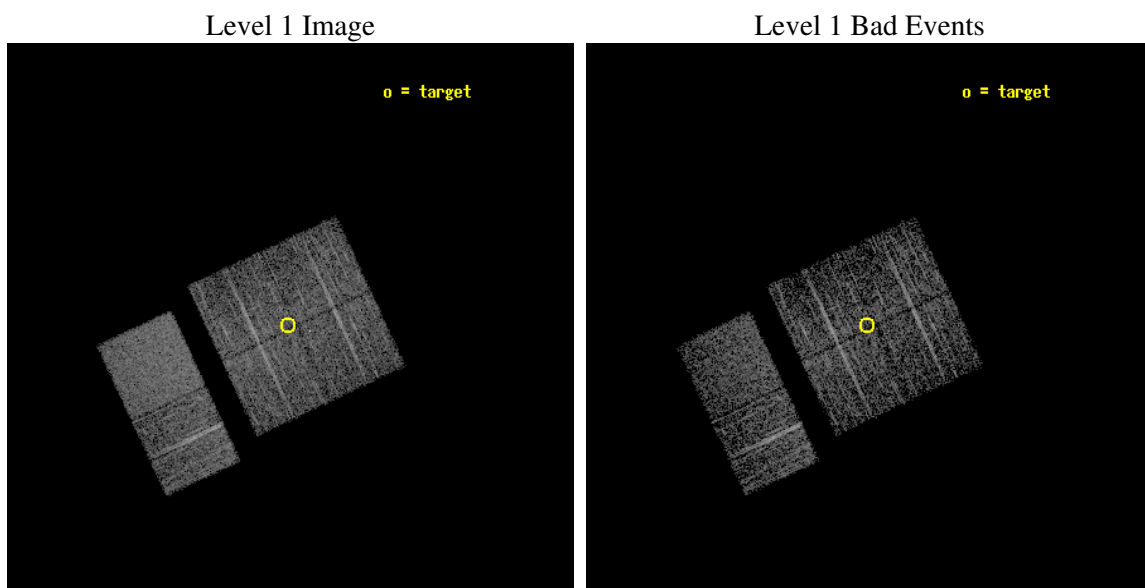 Level 1 Image
Level 1 Bad Events
o = target
o = target